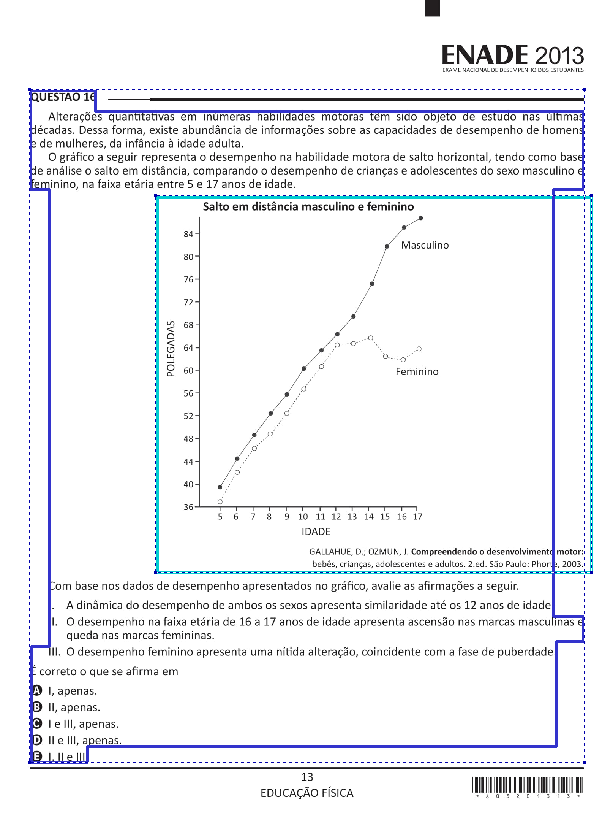 ENADE 2013
EXAME NACIONAL DE DESEMPENHO DOS ESTUDANTES
QUESTÃO 16
Alterações quantitativas em inúmeras habilidades motoras têm sido objeto de estudo nas últimas
décadas. Dessa forma, existe abundância de informações sobre as capacidades de desempenho de homens
e de mulheres, da infância à idade adulta.
O gráfico a seguir representa o desempenho na habilidade motora de salto horizontal, tendo como base
de análise o salto em distância, comparando o desempenho de crianças e adolescentes do sexo masculino e
feminino, na faixa etária entre 5 e 17 anos de idade.
Salto em distância masculino e feminino
84
Masculino
80
76
72
68
64
60
Feminino
56
52
48
44
40
36
POLEGADAS
5 6 7 8 9 10 11 12 13 14 15 16 17
IDADE
GALLAHUE, D.; OZMUN, J. Compreendendo o desenvolvimento motor:
bebês, crianças, adolescentes e adultos. 2.ed. São Paulo: Phorte, 2003.
Com base nos dados de desempenho apresentados no gráfico, avalie as afirmações a seguir.
I. A dinâmica do desempenho de ambos os sexos apresenta similaridade até os 12 anos de idade.
II. O desempenho na faixa etária de 16 a 17 anos de idade apresenta ascensão nas marcas masculinas e
queda nas marcas femininas.
III. O desempenho feminino apresenta uma nítida alteração, coincidente com a fase de puberdade.
É correto o que se afirma em
A I, apenas.
B II, apenas.
C I e III, apenas.
D II e III, apenas.
E I, II e III.
13
EDUCAÇÃO FÍSICA